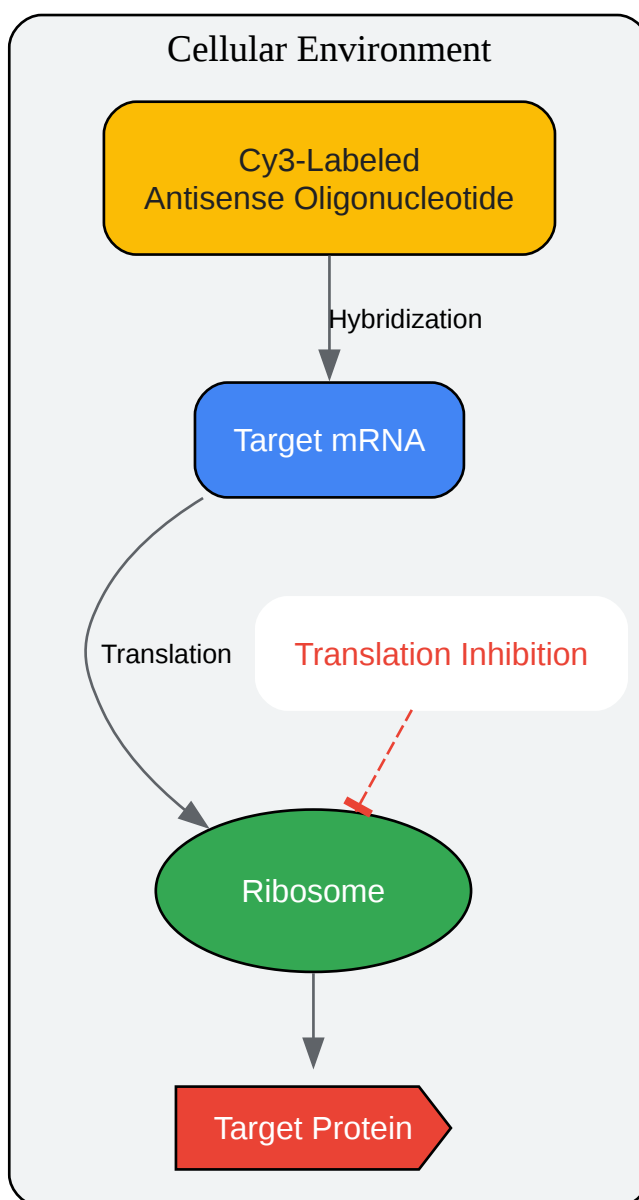 Cellular Environment
Cy3-Labeled
Antisense Oligonucleotide
Hybridization
Target mRNA
Translation
Translation Inhibition
Ribosome
Target Protein